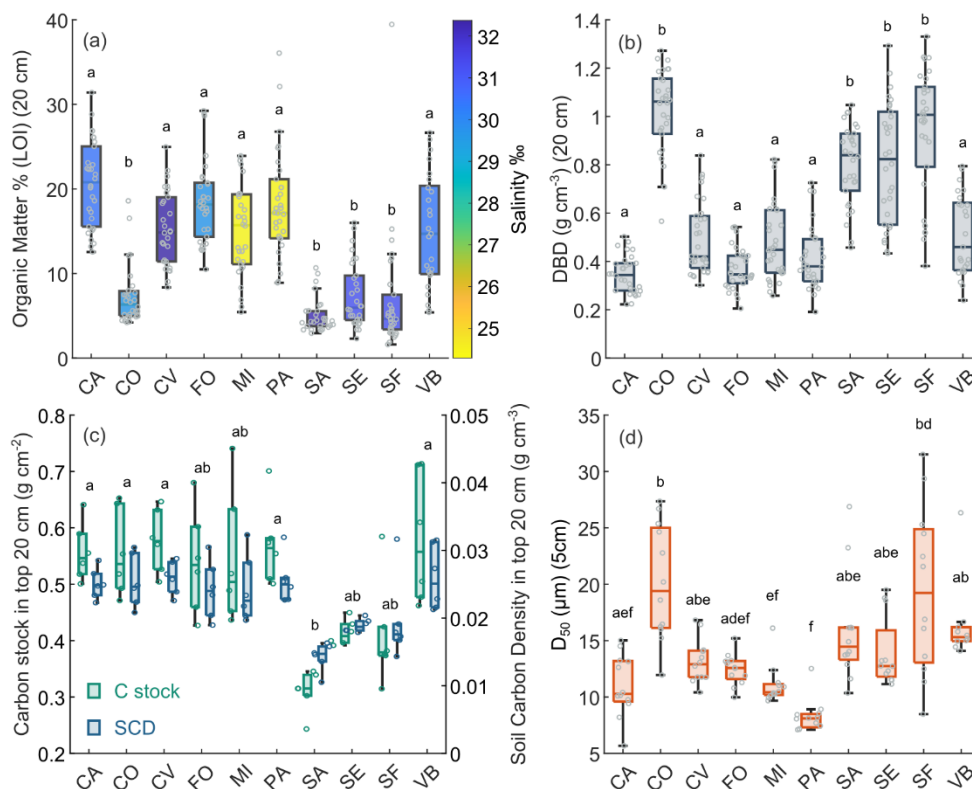 (a)
Organic Matter % (LOI) (20 cm)
40
30
20
10
0
a
b
a
a
a
a
b
b
b
a
CA CO CV FO MI PA SA SE SF VB
32
31
30
29
28
27
26
25
Salinity ‰
(b)
DBD (g cm⁻³) (20 cm)
1.4
1.2
1
0.8
0.6
0.4
0.2
0
a
b
a
a
a
a
b
b
b
a
CA CO CV FO MI PA SA SE SF VB
(c)
Carbon stock in top 20 cm (g cm⁻²)
0.8
0.7
0.6
0.5
0.4
0.3
0.2
a
a
a
ab
ab
a
b
ab
ab
a
C stock
SCD
CA CO CV FO MI PA SA SE SF VB
0.05
0.04
0.03
0.02
0.01
0
Soil Carbon Density in top 20 cm (g cm⁻³)
(d)
D₅₀ (µm) (5cm)
35
30
25
20
15
10
5
aef
b
abe
adef
ef
f
abe
abe
bd
ab
CA CO CV FO MI PA SA SE SF VB